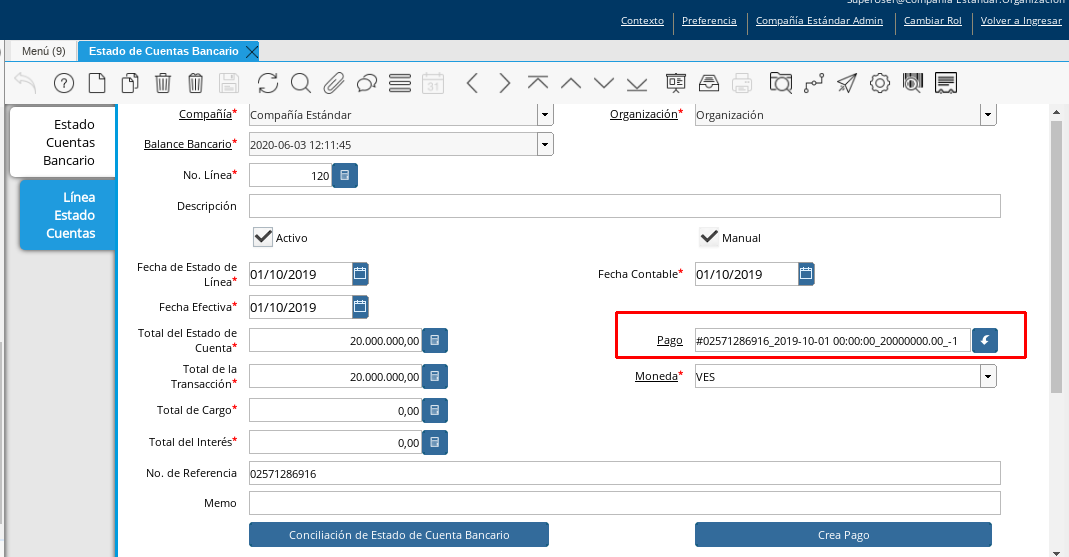 SuperUser@Compañía Estándar.Organización
Contexto Preferencia Compañía Estándar Admin Cambiar Rol Volver a Ingresar
Menú (9) Estado de Cuentas Bancario
31
Estado
Cuentas
Bancario
Línea
Estado
Cuentas
Compañía* Compañía Estándar Organización* Organización
Balance Bancario* 2020-06-03 12:11:45
No. Línea* 120
Descripción
Activo Manual
Fecha de Estado de
Línea* 01/10/2019 Fecha Contable* 01/10/2019
Fecha Efectiva* 01/10/2019
Total del Estado de
Cuenta* 20.000.000,00 Pago #02571286916_2019-10-01 00:00:00_20000000.00_-1
Total de la
Transacción* 20.000.000,00 Moneda* VES
Total de Cargo* 0,00
Total del Interés* 0,00
No. de Referencia 02571286916
Memo
Conciliación de Estado de Cuenta Bancario Crea Pago